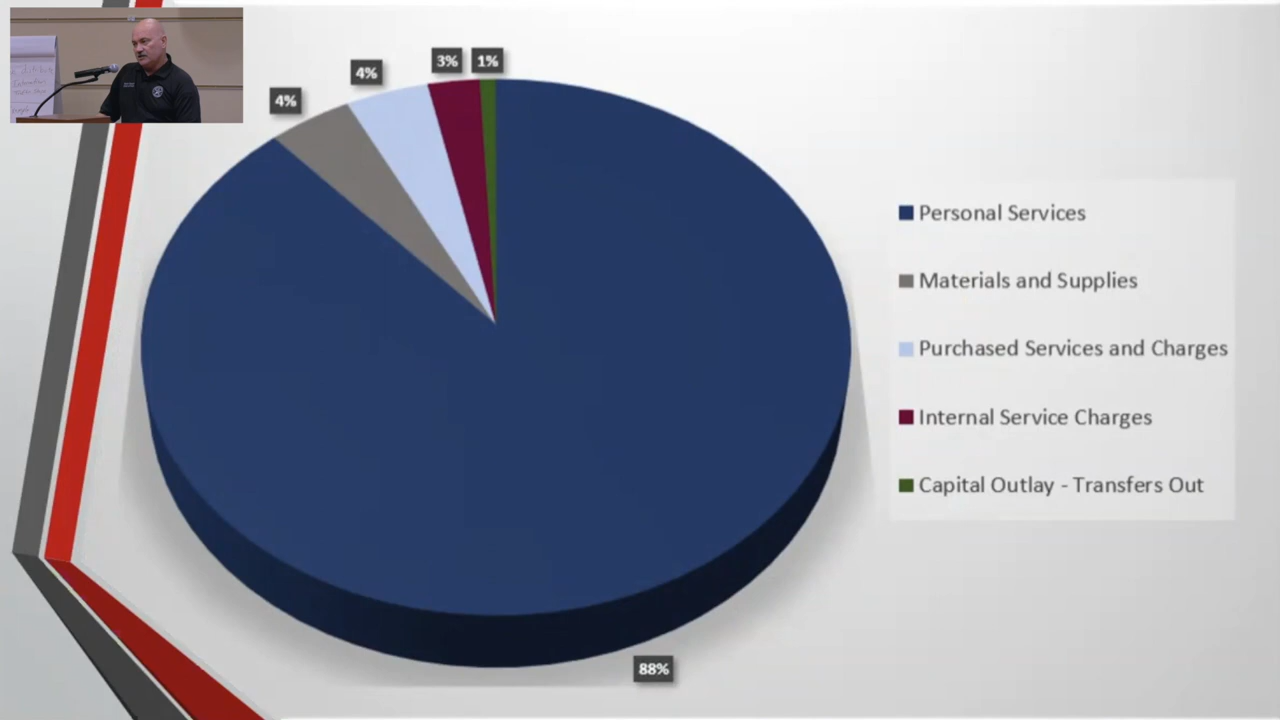 4%
4%
3%
1%
88%
Personal Services
Materials and Supplies
Purchased Services and Charges
Internal Service Charges
Capital Outlay - Transfers Out